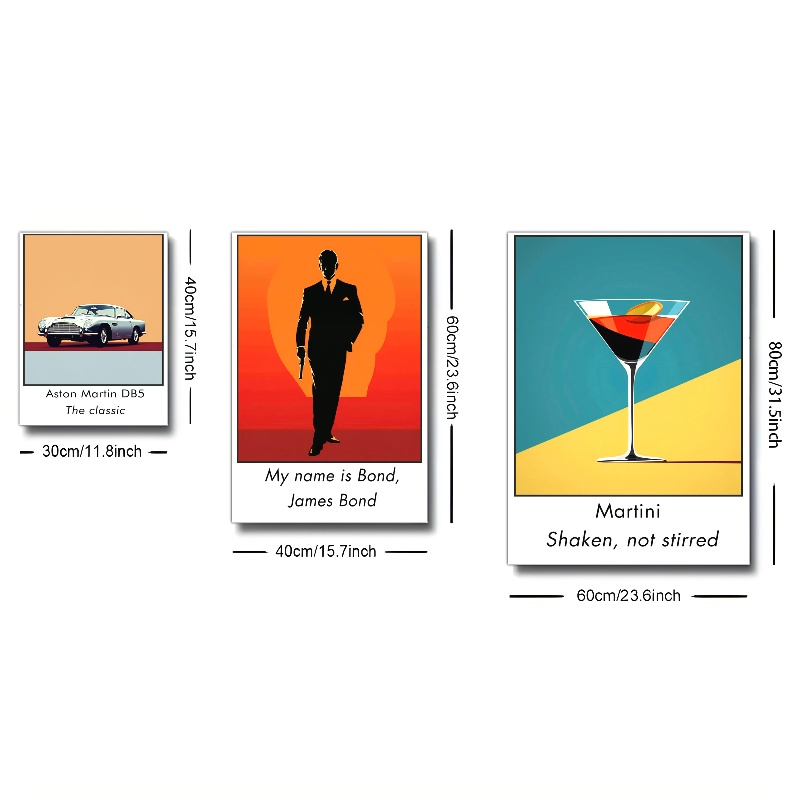 Aston Martin DB5
The classic
40cm/15.7inch
30cm/11.8inch
My name is Bond,
James Bond
60cm/23.6inch
40cm/15.7inch
Martini
Shaken, not stirred
80cm/31.5inch
60cm/23.6inch